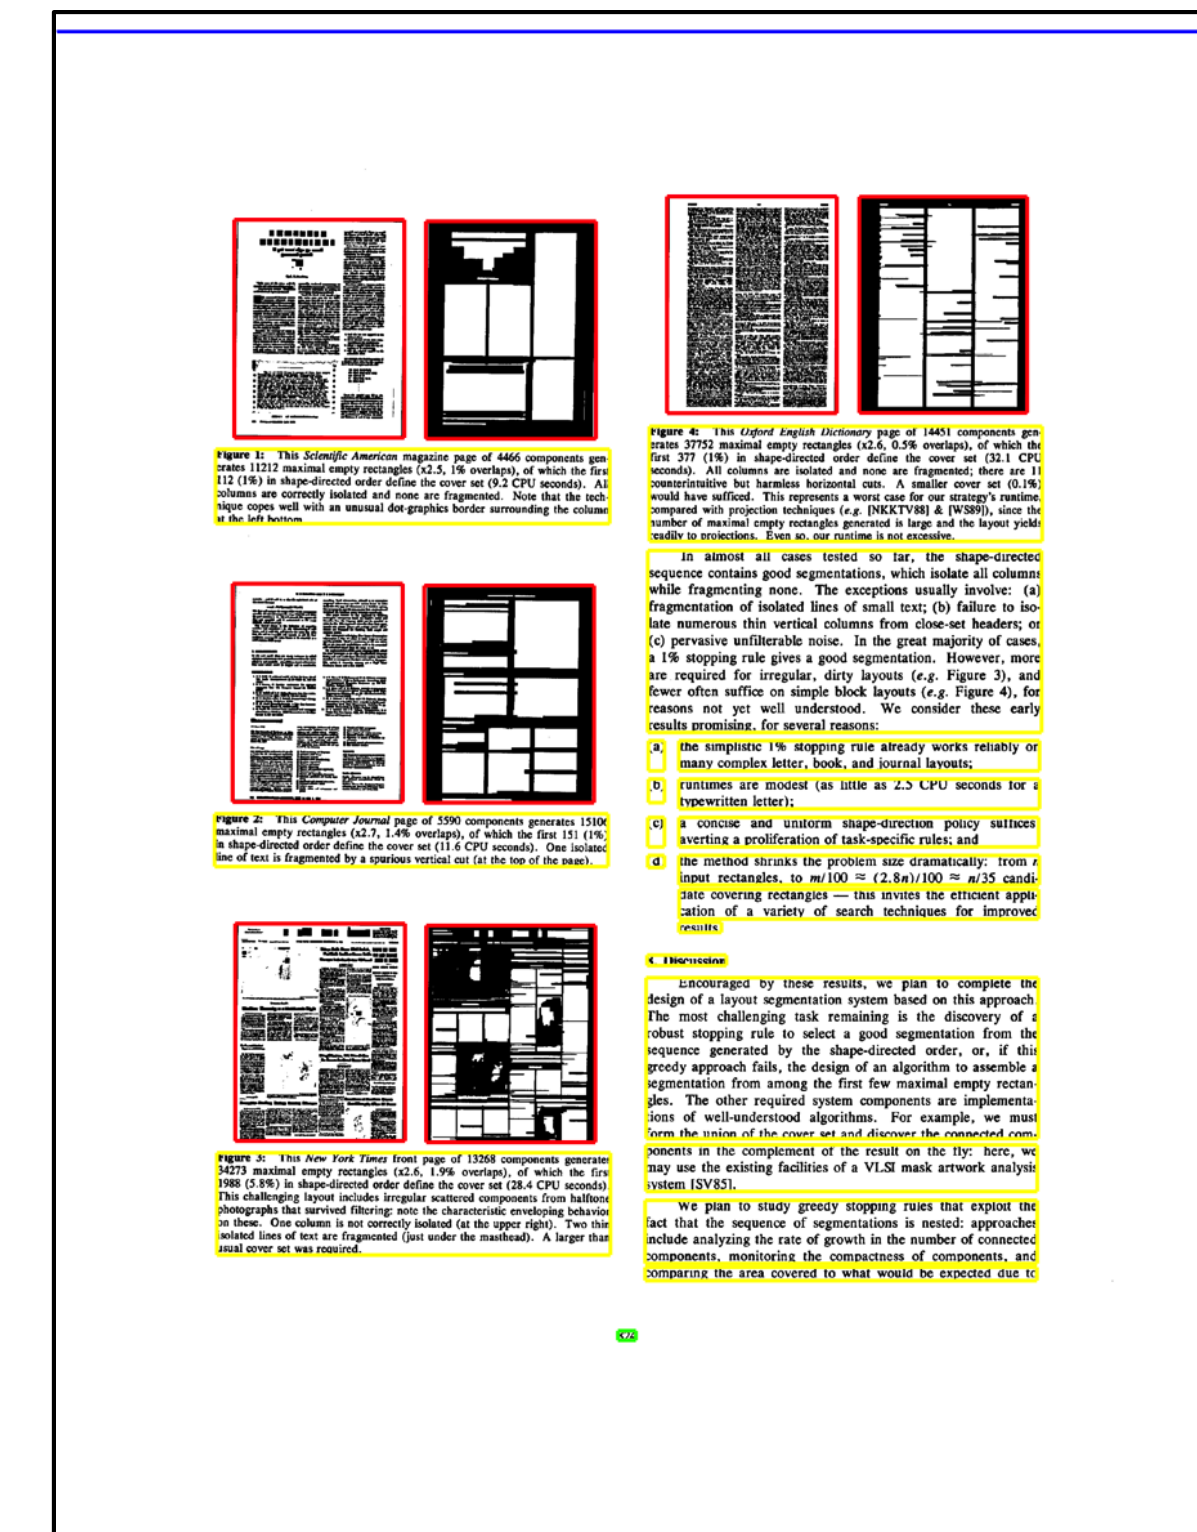 Figure 1: This Scientific American magazine page of 4466 components gen-
erates 11212 maximal empty rectangles (x2.5, 1% overlaps), of which the first
112 (1%) in shape-directed order define the cover set (9.2 CPU seconds). All
columns are correctly isolated and none are fragmented. Note that the tech-
nique copes well with an unusual dot-graphics border surrounding the column
at the left bottom.
Figure 2: This Computer Journal page of 5590 components generates 15106
maximal empty rectangles (x2.7, 1.4% overlaps), of which the first 151 (1%)
in shape-directed order define the cover set (11.6 CPU seconds). One isolated
line of text is fragmented by a spurious vertical cut (at the top of the page).
Figure 3: This New York Times front page of 13268 components generates
34273 maximal empty rectangles (x2.6, 1.9% overlaps), of which the first
1988 (5.8%) in shape-directed order define the cover set (28.4 CPU seconds).
This challenging layout includes irregular scattered components from halftone
photographs that survived filtering: note the characteristic enveloping behavior
on these. One column is not correctly isolated (at the upper right). Two thin
isolated lines of text are fragmented (just under the masthead). A larger than
usual cover set was required.
Figure 4: This Oxford English Dictionary page of 14451 components gen-
erates 37752 maximal empty rectangles (x2.6, 0.5% overlaps), of which the
first 377 (1%) in shape-directed order define the cover set (32.1 CPU
seconds). All columns are isolated and none are fragmented; there are 11
counterintuitive but harmless horizontal cuts. A smaller cover set (0.1%)
would have sufficed. This represents a worst case for our strategy's runtime,
compared with projection techniques (e.g. [NKKTV88] & [WS89]), since the
number of maximal empty rectangles generated is large and the layout yields
readily to projections. Even so, our runtime is not excessive.
In almost all cases tested so far, the shape-directed
sequence contains good segmentations, which isolate all columns
while fragmenting none. The exceptions usually involve: (a)
fragmentation of isolated lines of small text; (b) failure to iso-
late numerous thin vertical columns from close-set headers; or
(c) pervasive unfilterable noise. In the great majority of cases,
a 1% stopping rule gives a good segmentation. However, more
are required for irregular, dirty layouts (e.g. Figure 3), and
fewer often suffice on simple block layouts (e.g. Figure 4), for
reasons not yet well understood. We consider these early
results promising, for several reasons:
(a) the simplistic 1% stopping rule already works reliably or
many complex letter, book, and journal layouts;
(b) runtimes are modest (as little as 2.5 CPU seconds for a
typewritten letter);
(c) a concise and uniform shape-direction policy suffices
averting a proliferation of task-specific rules; and
d the method shrinks the problem size dramatically: from n
input rectangles, to m/100 ≈ (2.8n)/100 ≈ n/35 candi-
date covering rectangles — this invites the efficient appli-
cation of a variety of search techniques for improved
results
Discussion
Encouraged by these results, we plan to complete the
design of a layout segmentation system based on this approach.
The most challenging task remaining is the discovery of a
robust stopping rule to select a good segmentation from the
sequence generated by the shape-directed order, or, if this
greedy approach fails, the design of an algorithm to assemble a
segmentation from among the first few maximal empty rectan-
gles. The other required system components are implementa-
tions of well-understood algorithms. For example, we must
form the union of the cover set and discover the connected com-
ponents in the complement of the result on the fly: here, we
may use the existing facilities of a VLSI mask artwork analysis
system [SV85].
We plan to study greedy stopping rules that exploit the
fact that the sequence of segmentations is nested: approaches
include analyzing the rate of growth in the number of connected
components, monitoring the compactness of components, and
comparing the area covered to what would be expected due to